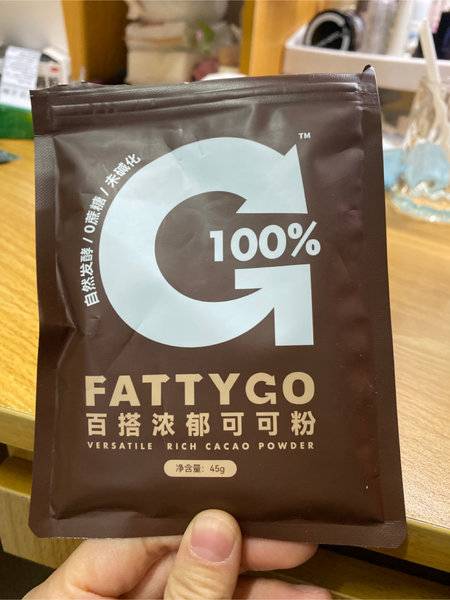 TM
自然发酵 / 0蔗糖 / 未碱化
G
100%
FATTYGO
百搭浓郁可可粉
VERSATILE RICH CACAO POWDER
净含量: 45g